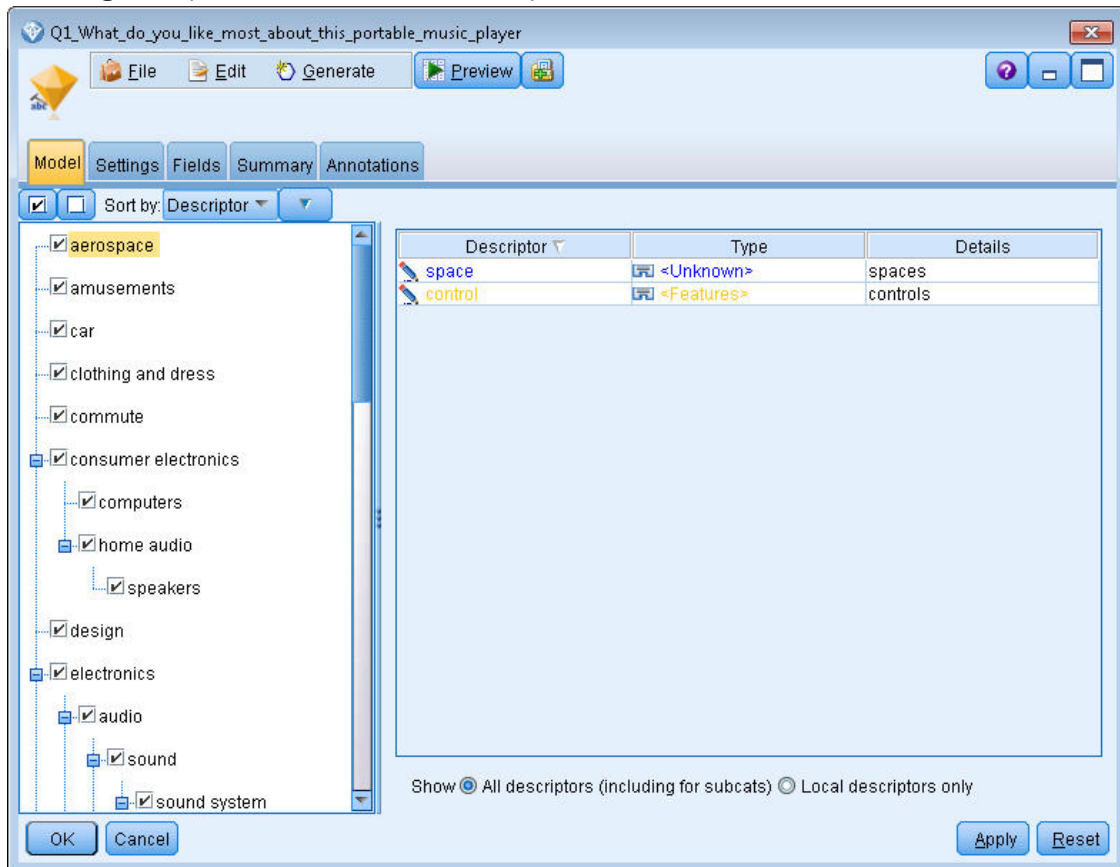 Q1_What_do_you_like_most_about_this_portable_music_player
File Edit Generate Preview
abc
Model Settings Fields Summary Annotations
Sort by: Descriptor
aerospace
amusements
car
clothing and dress
commute
consumer electronics
computers
home audio
speakers
design
electronics
audio
sound
sound system
Descriptor Type Details
space <Unknown> spaces
control <Features> controls
Show All descriptors (including for subcats) Local descriptors only
OK Cancel Apply Reset